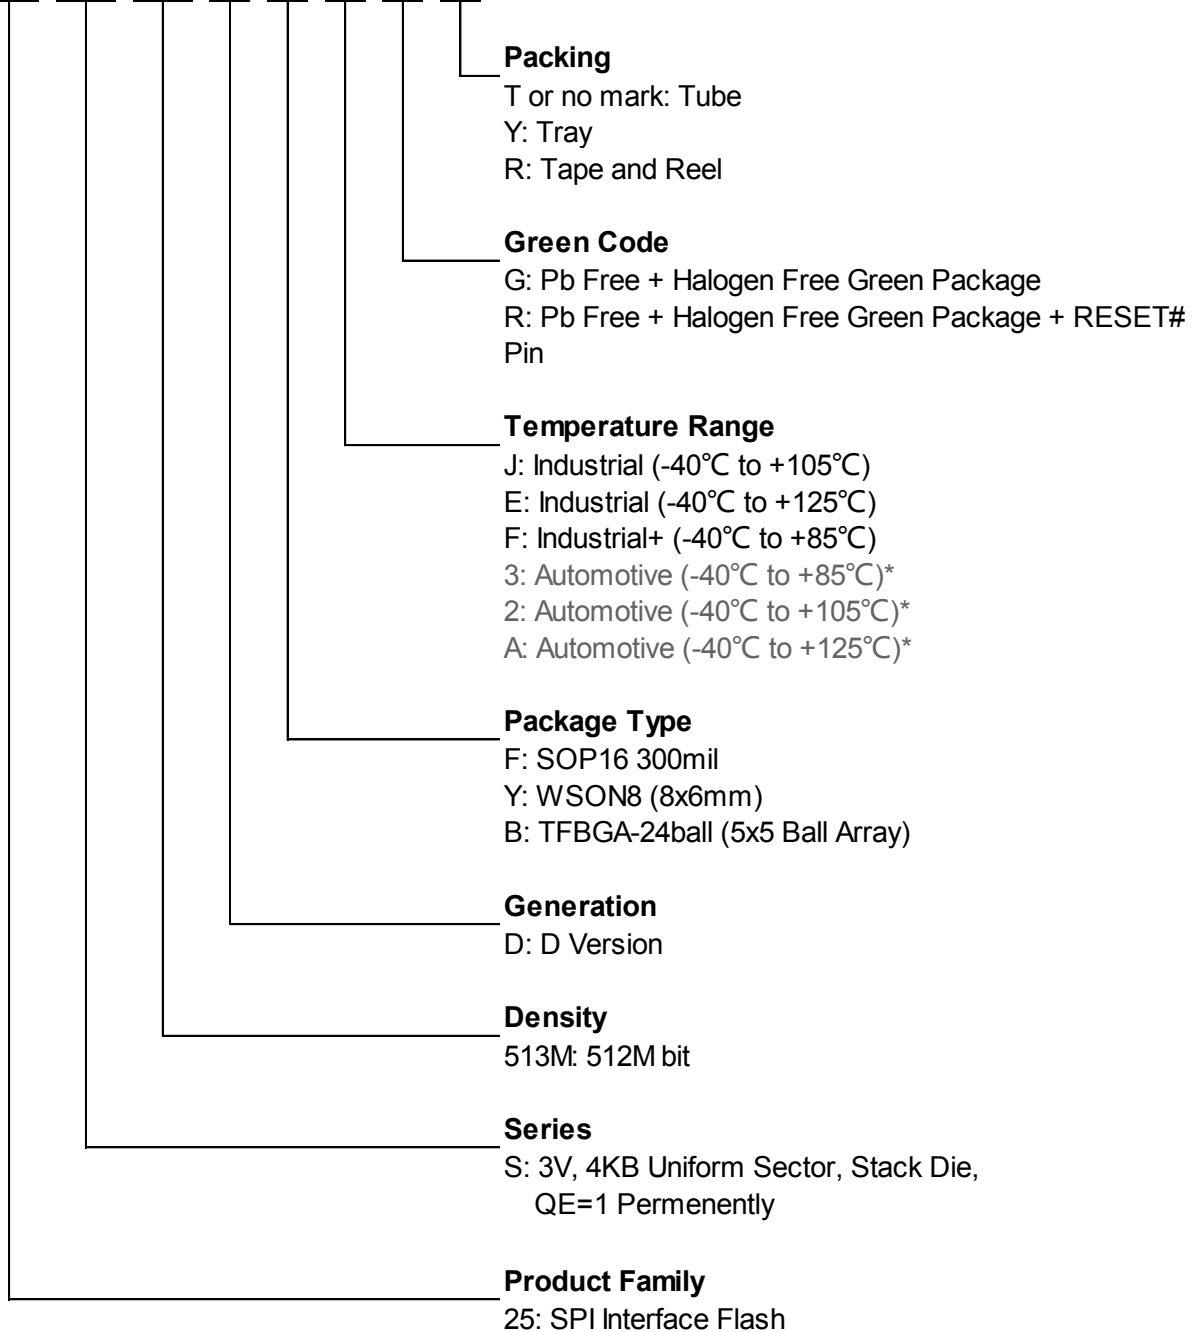 Packing
T or no mark: Tube
Y: Tray
R: Tape and Reel
Green Code
G: Pb Free + Halogen Free Green Package
R: Pb Free + Halogen Free Green Package + RESET#
Pin
Temperature Range
J: Industrial (-40℃ to +105℃)
E: Industrial (-40℃ to +125℃)
F: Industrial+ (-40℃ to +85℃)
3: Automotive (-40℃ to +85℃)*
2: Automotive (-40℃ to +105℃)*
A: Automotive (-40℃ to +125℃)*
Package Type
F: SOP16 300mil
Y: WSON8 (8x6mm)
B: TFBGA-24ball (5x5 Ball Array)
Generation
D: D Version
Density
513M: 512M bit
Series
S: 3V, 4KB Uniform Sector, Stack Die,
QE=1 Permenently
Product Family
25: SPI Interface Flash